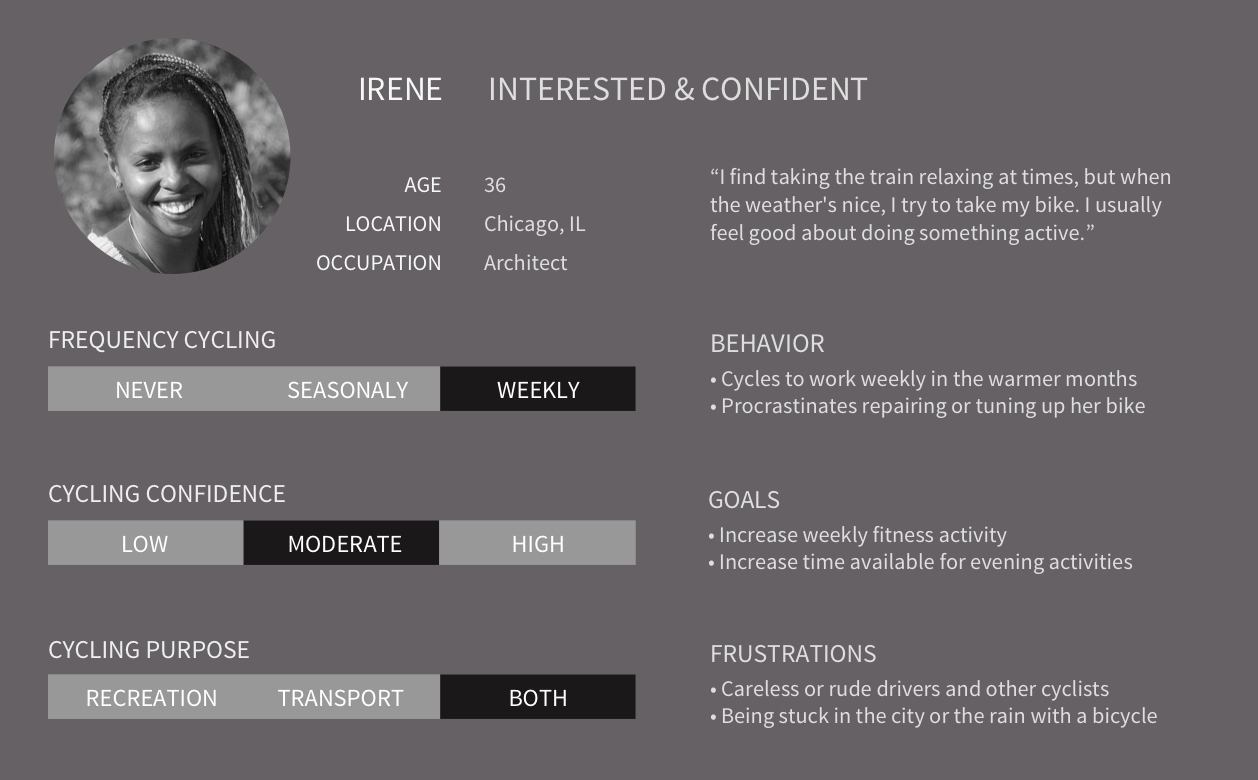 IRENE INTERESTED & CONFIDENT
AGE 36
LOCATION Chicago, IL
OCCUPATION Architect
“I find taking the train relaxing at times, but when
the weather's nice, I try to take my bike. I usually
feel good about doing something active.”
FREQUENCY CYCLING
NEVER SEASONALY WEEKLY
CYCLING CONFIDENCE
LOW MODERATE HIGH
CYCLING PURPOSE
RECREATION TRANSPORT BOTH
BEHAVIOR
• Cycles to work weekly in the warmer months
• Procrastinates repairing or tuning up her bike
GOALS
• Increase weekly fitness activity
• Increase time available for evening activities
FRUSTRATIONS
• Careless or rude drivers and other cyclists
• Being stuck in the city or the rain with a bicycle